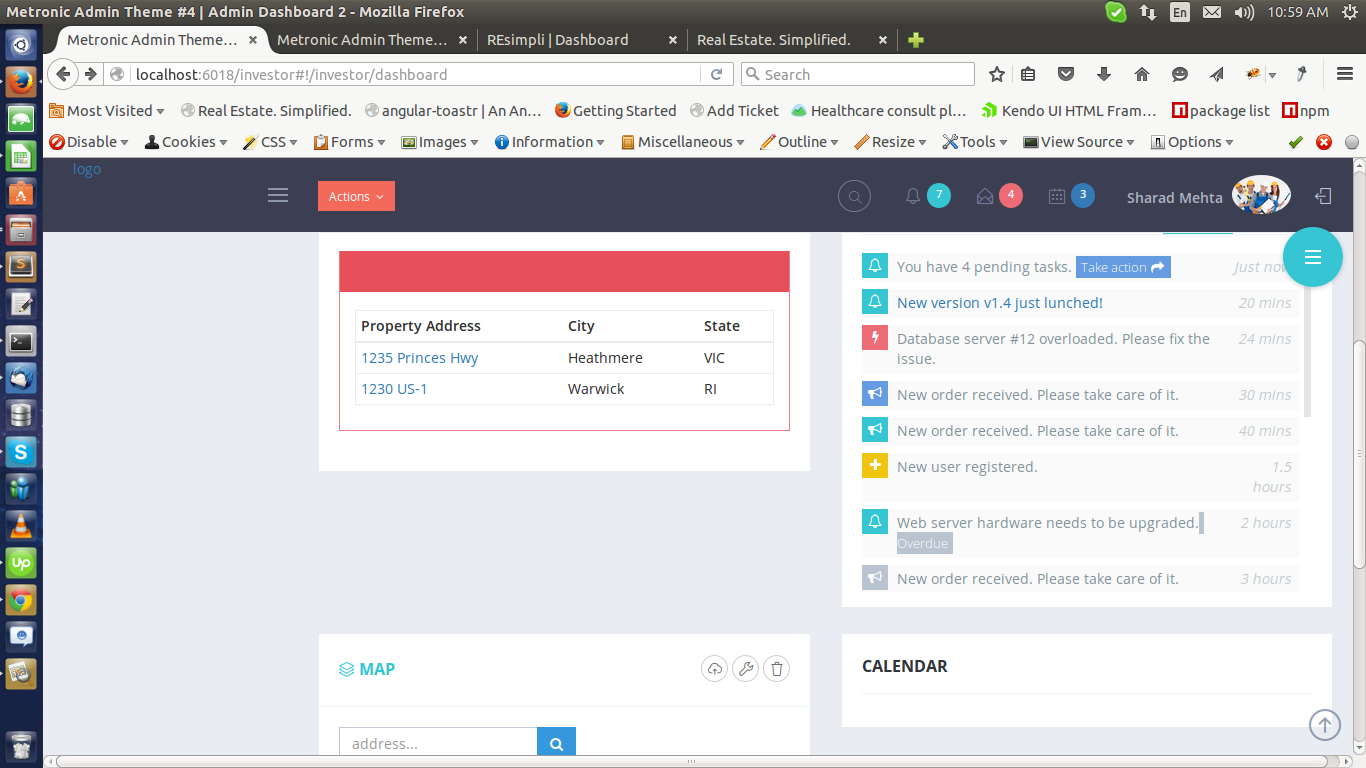 Metronic Admin Theme #4 | Admin Dashboard 2 - Mozilla Firefox
En
10:59 AM
Metronic Admin Theme...
Metronic Admin Theme...
REsimpli | Dashboard
Real Estate. Simplified.
localhost:6018/investor#!/investor/dashboard
Search
Most Visited
Real Estate. Simplified.
angular-toastr | An An...
Getting Started
Add Ticket
Healthcare consult pl...
Kendo UI HTML Fram...
package list
npm
Disable
Cookies
CSS
Forms
Images
Information
Miscellaneous
Outline
Resize
Tools
View Source
Options
logo
Actions
7
4
3
Sharad Mehta
Property Address City State
1235 Princes Hwy Heathmere VIC
1230 US-1 Warwick RI
You have 4 pending tasks. Take action Just now
New version v1.4 just lunched! 20 mins
Database server #12 overloaded. Please fix the 24 mins
issue.
New order received. Please take care of it. 30 mins
New order received. Please take care of it. 40 mins
New user registered. 1.5
hours
Web server hardware needs to be upgraded. 2 hours
Overdue
New order received. Please take care of it. 3 hours
MAP
address...
CALENDAR